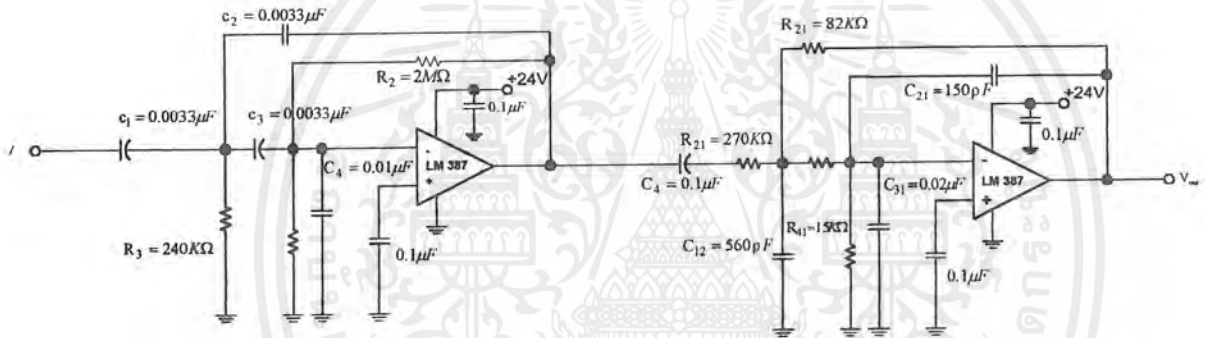 c₂ = 0.0033μF
R₂ = 2MΩ
+24V
0.1μF
c₁ = 0.0033μF
c₃ = 0.0033μF
C₄ = 0.01μF
-
LM 387
+
R₃ = 240KΩ
0.1μF
R₂₁ = 82KΩ
C₂₁ = 150pF
+24V
0.1μF
R₂₁ = 270KΩ
C₄ = 0.1μF
C₃₁ = 0.02μF
-
LM 387
+
R₄₁ = 15KΩ
C₁₂ = 560pF
0.1μF